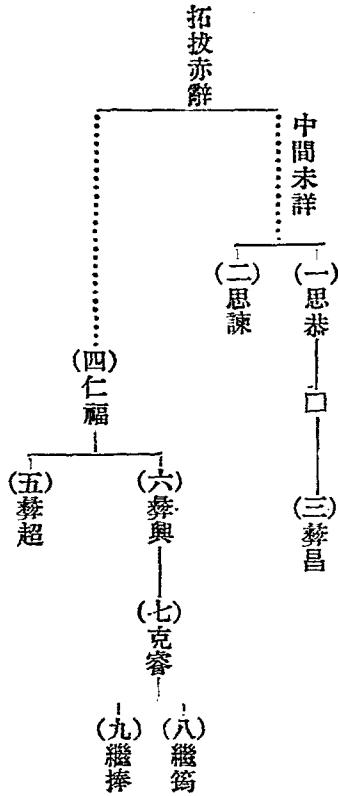 拓拔赤辭
中間未詳
(一)思恭
(二)思諫
□
(三)彝昌
(四)仁福
(六)彝興
(五)彝超
(七)克睿
(八)繼筠
(九)繼捧